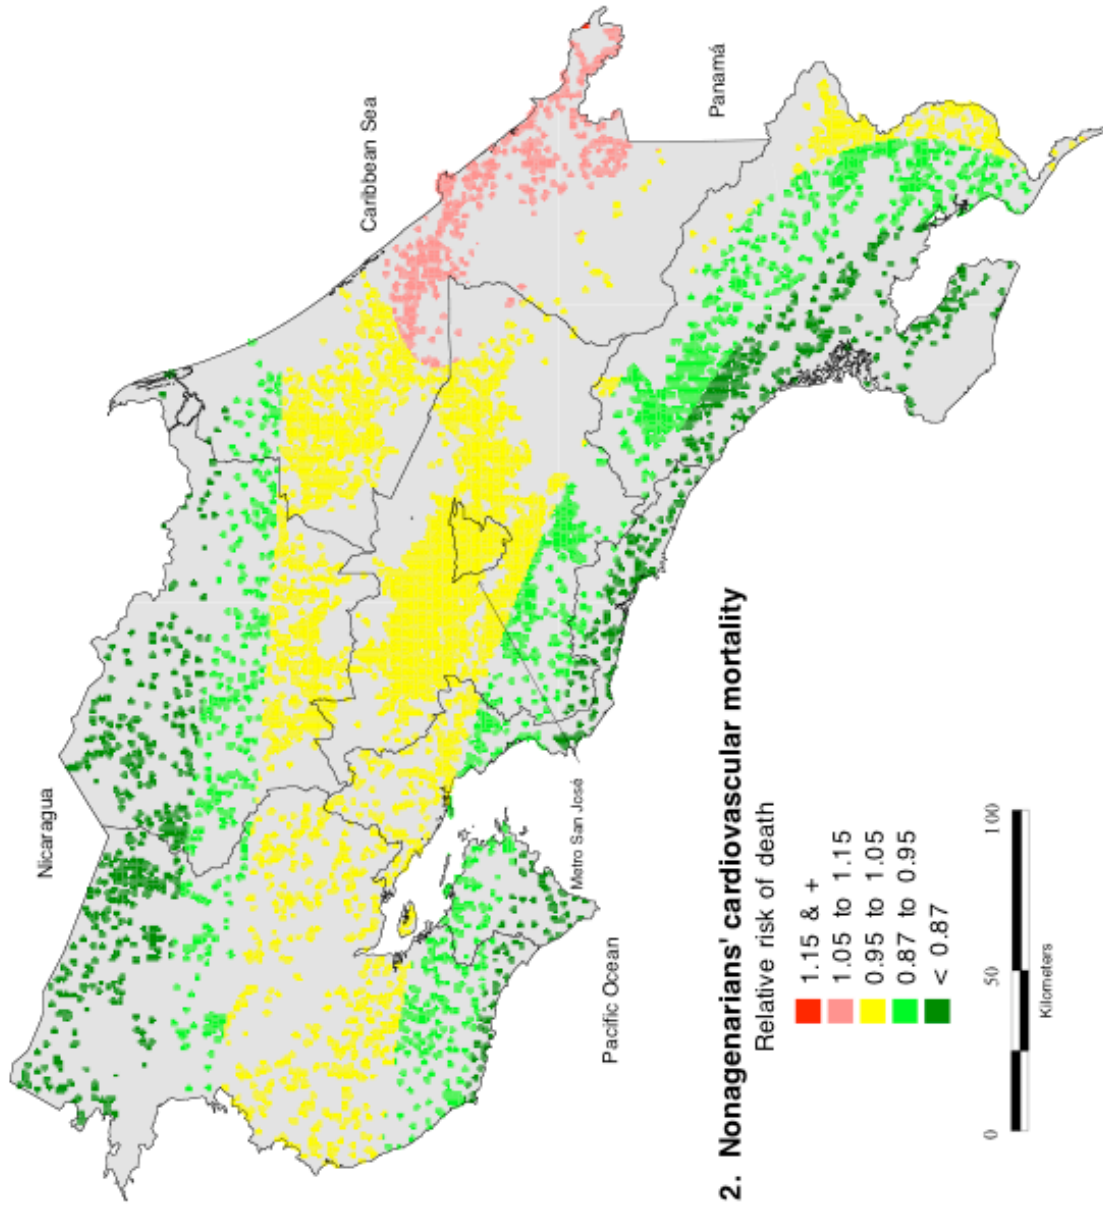 Nicaragua
Caribbean Sea
Panamá
Metro San José
Pacific Ocean
2. Nonagenarians' cardiovascular mortality
Relative risk of death
1.15 & +
1.05 to 1.15
0.95 to 1.05
0.87 to 0.95
< 0.87
0 50 100
Kilometers